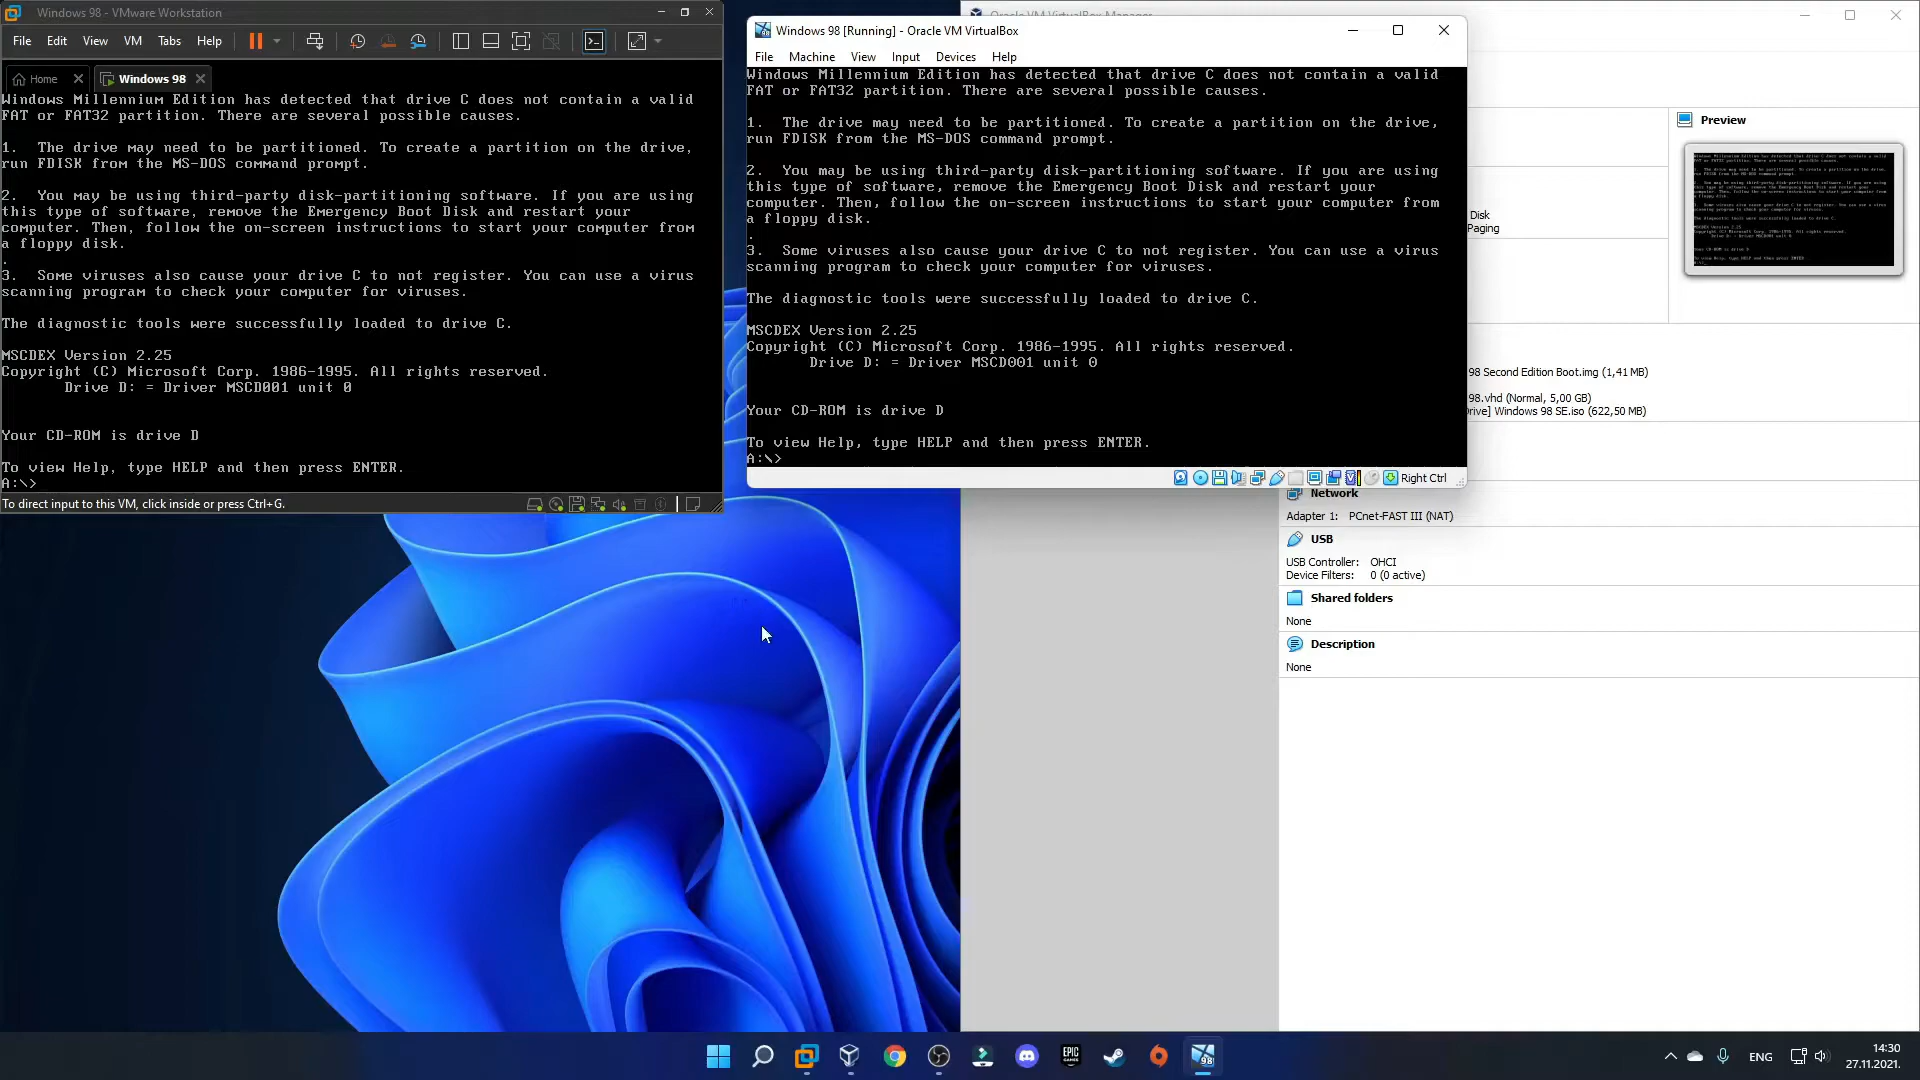 Windows 98 - VMware Workstation
File Edit View VM Tabs Help
Home
Windows 98
Windows Millennium Edition has detected that drive C does not contain a valid
FAT or FAT32 partition. There are several possible causes.
1. The drive may need to be partitioned. To create a partition on the drive,
run FDISK from the MS-DOS command prompt.
2. You may be using third-party disk-partitioning software. If you are using
this type of software, remove the Emergency Boot Disk and restart your
computer. Then, follow the on-screen instructions to start your computer from
a floppy disk.
.
3. Some viruses also cause your drive C to not register. You can use a virus
scanning program to check your computer for viruses.
The diagnostic tools were successfully loaded to drive C.
MSCDEX Version 2.25
Copyright (C) Microsoft Corp. 1986-1995. All rights reserved.
Drive D: = Driver MSCD001 unit 0
Your CD-ROM is drive D
To view Help, type HELP and then press ENTER.
A:\>
To direct input to this VM, click inside or press Ctrl+G.
Oracle VM VirtualBox Manager
Windows 98 [Running] - Oracle VM VirtualBox
File Machine View Input Devices Help
Windows Millennium Edition has detected that drive C does not contain a valid
FAT or FAT32 partition. There are several possible causes.
1. The drive may need to be partitioned. To create a partition on the drive,
run FDISK from the MS-DOS command prompt.
2. You may be using third-party disk-partitioning software. If you are using
this type of software, remove the Emergency Boot Disk and restart your
computer. Then, follow the on-screen instructions to start your computer from
a floppy disk.
.
3. Some viruses also cause your drive C to not register. You can use a virus
scanning program to check your computer for viruses.
The diagnostic tools were successfully loaded to drive C.
MSCDEX Version 2.25
Copyright (C) Microsoft Corp. 1986-1995. All rights reserved.
Drive D: = Driver MSCD001 unit 0
Your CD-ROM is drive D
To view Help, type HELP and then press ENTER.
A:\>
Right Ctrl
Preview
Disk
Paging
98 Second Edition Boot.img (1,41 MB)
98.vhd (Normal, 5,00 GB)
Drive] Windows 98 SE.iso (622,50 MB)
Network
Adapter 1: PCnet-FAST III (NAT)
USB
USB Controller: OHCI
Device Filters: 0 (0 active)
Shared folders
None
Description
None
EPIC
GAMES
98
ENG
14:30
27.11.2021.